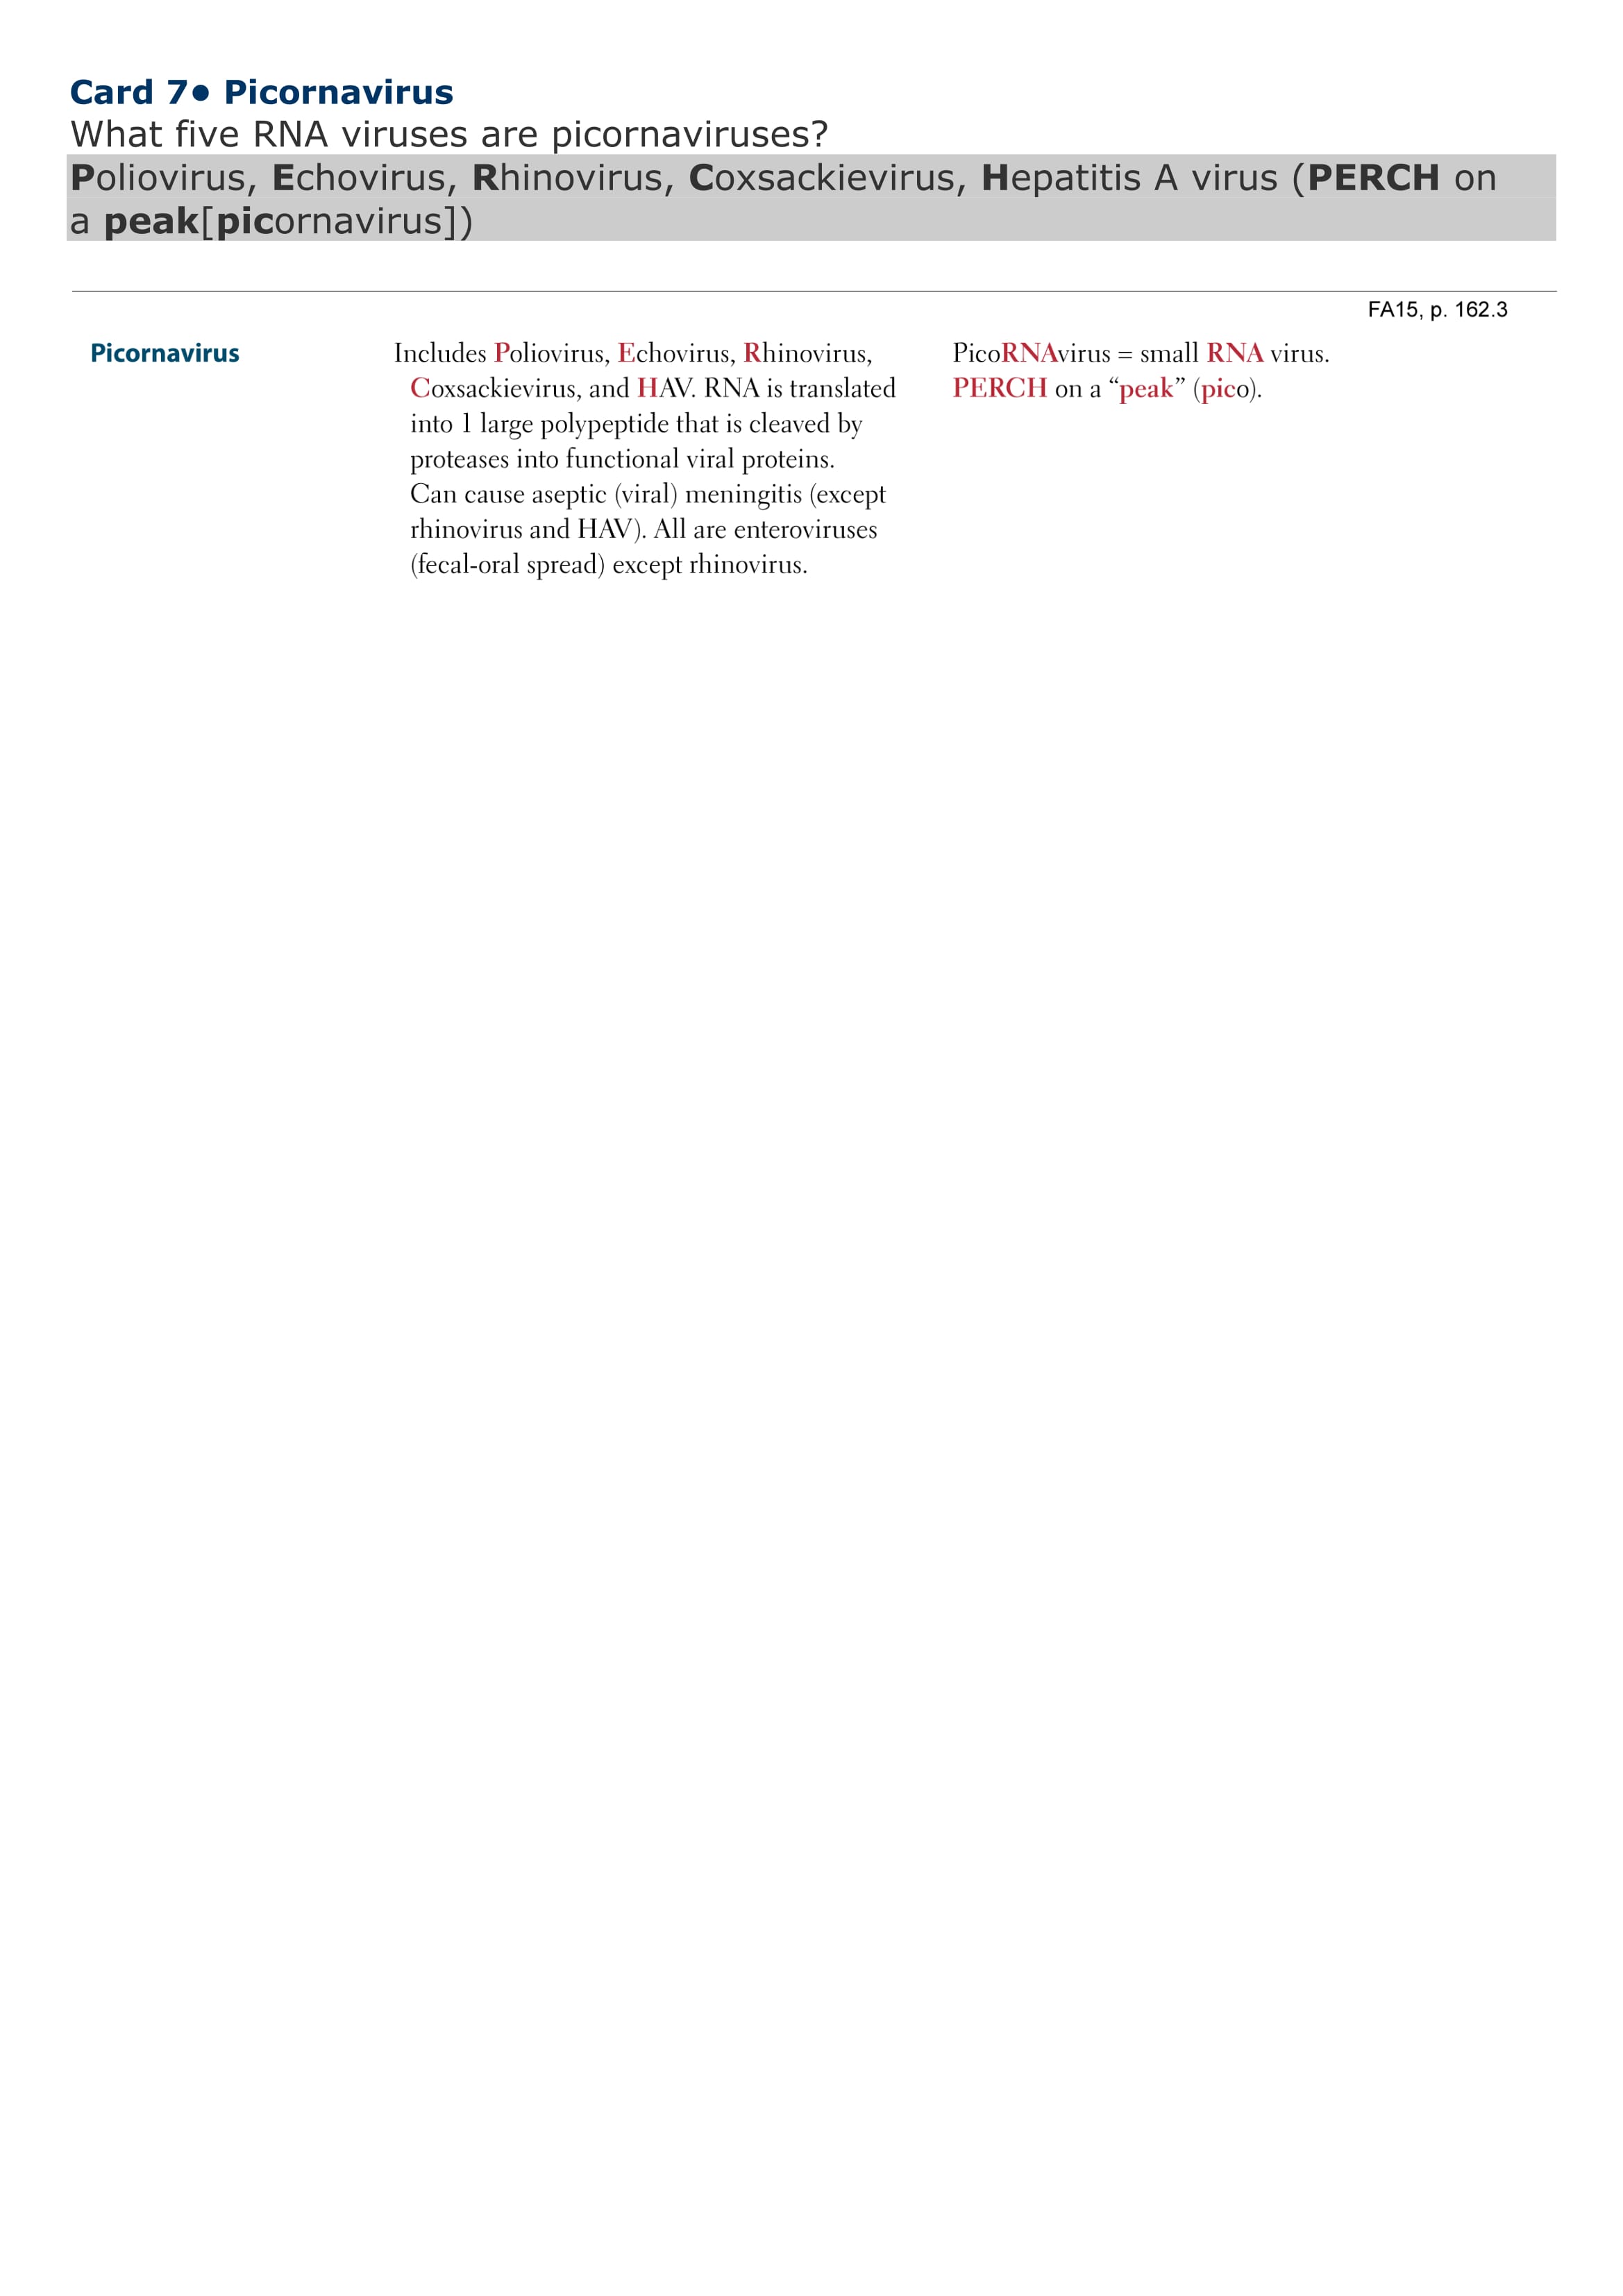 Card 7• Picornavirus
What five RNA viruses are picornaviruses?
Poliovirus, Echovirus, Rhinovirus, Coxsackievirus, Hepatitis A virus (PERCH on
a peak[picornavirus])
FA15, p. 162.3
Picornavirus
Includes Poliovirus, Echovirus, Rhinovirus,
Coxsackievirus, and HAV. RNA is translated
into 1 large polypeptide that is cleaved by
proteases into functional viral proteins.
Can cause aseptic (viral) meningitis (except
rhinovirus and HAV). All are enteroviruses
(fecal-oral spread) except rhinovirus.
PicoRNAvirus = small RNA virus.
PERCH on a “peak” (pico).